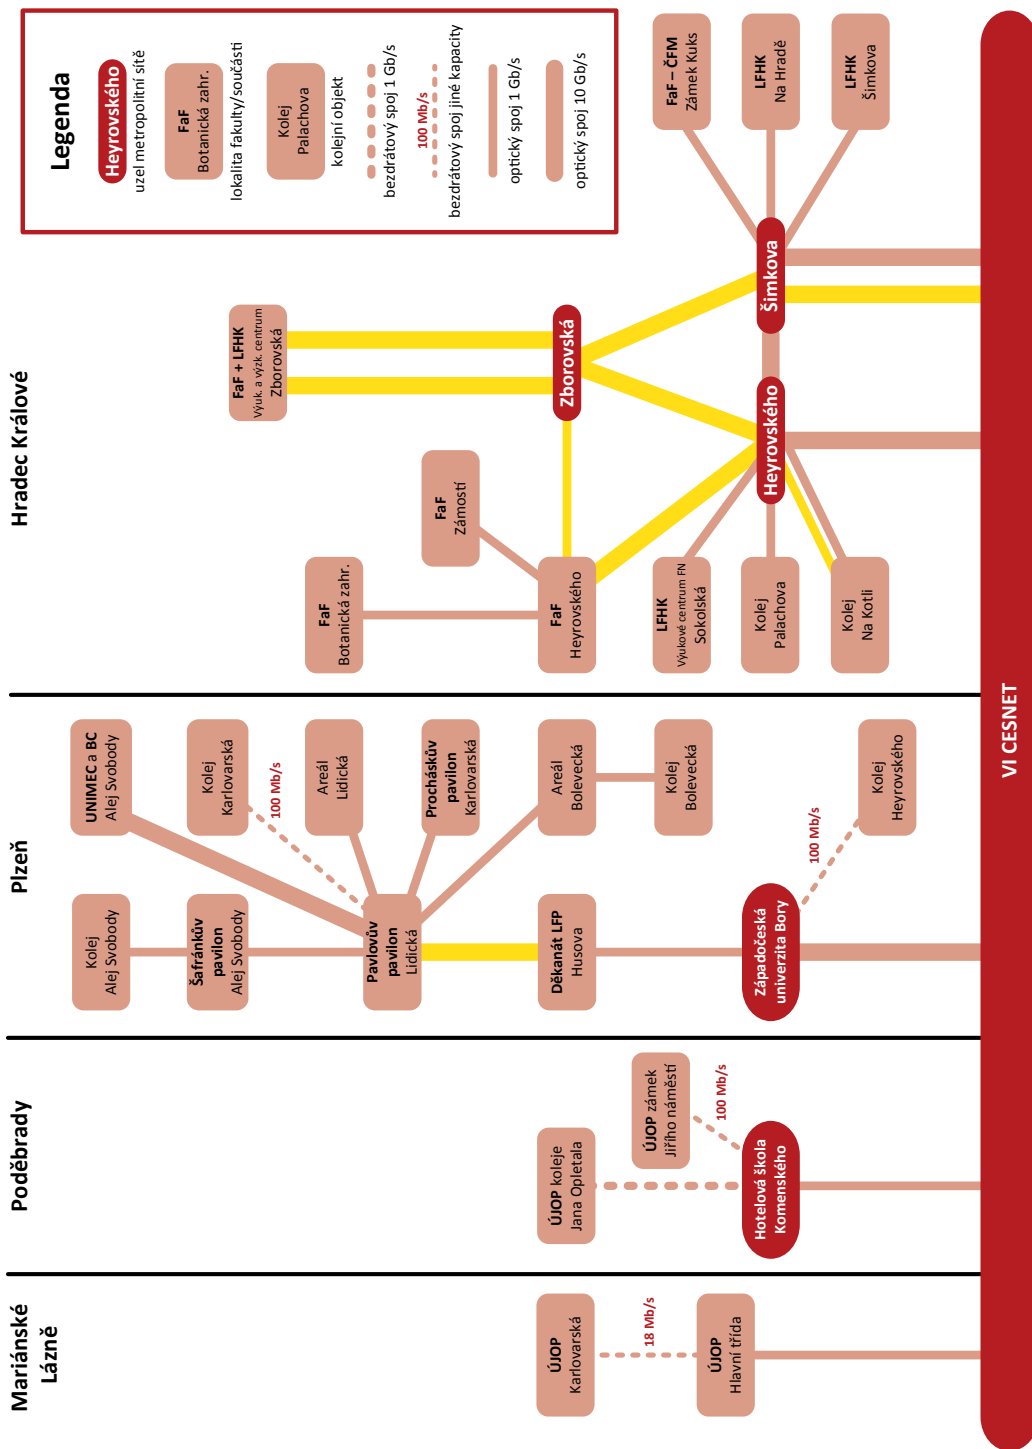 Mariánské
Lázně
Poděbrady
Plzeň
Hradec Králové
Legenda
Heyrovského
uzel metropolitní sítě
FaF
Botanická zahr.
lokalita fakulty/součásti
Kolej
Palachova
kolejní objekt
bezdrátový spoj 1 Gb/s
100 Mb/s
bezdrátový spoj jiné kapacity
optický spoj 1 Gb/s
optický spoj 10 Gb/s
ÚJOP
Karlovarská
18 Mb/s
ÚJOP
Hlavní třída
ÚJOP koleje
Jana Opletala
ÚJOP zámek
Jiřího náměstí
100 Mb/s
Hotelová škola
Komenského
Kolej
Alej Svobody
UNIMEC a BC
Alej Svobody
Šafránkův
pavilon
Alej Svobody
Kolej
Karlovarská
100 Mb/s
Areál
Lidická
Pavlovův
pavilon
Lidická
Procháskův
pavilon
Karlovarská
Děkanát LFP
Husova
Areál
Bolevecká
Kolej
Bolevecká
Západočeská
univerzita Bory
100 Mb/s
Kolej
Heyrovského
FaF + LFHK
Výuk. a výzk. centrum
Zborovská
FaF
Botanická zahr.
FaF
Zámostí
FaF
Heyrovského
Zborovská
LFHK
Výukové centrum FN
Sokolská
Kolej
Palachova
Kolej
Na Kotli
Heyrovského
Šimkova
FaF – ČFM
Zámek Kuks
LFHK
Na Hradě
LFHK
Šimkova
VI CESNET